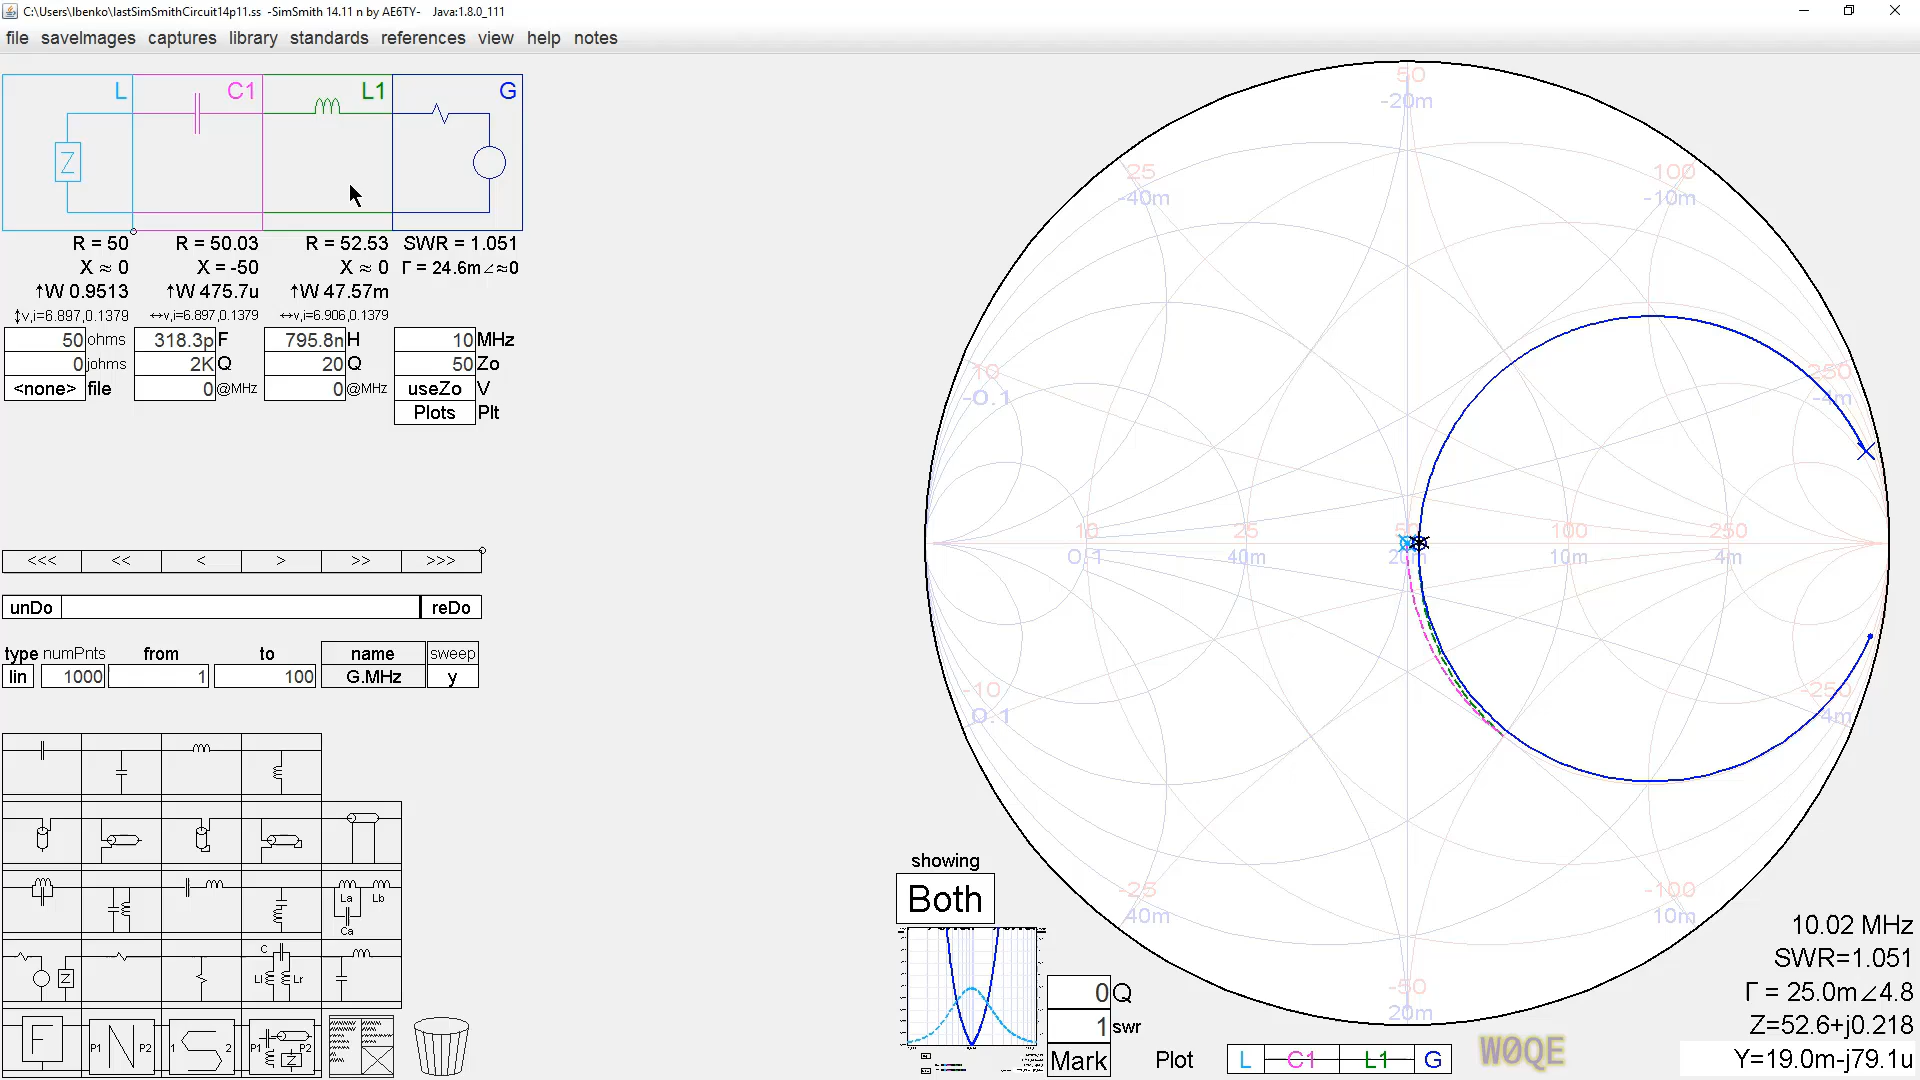 C:\Users\lbenko\lastSimSmithCircuit14p11.ss -SimSmith 14.11 n by AE6TY- Java:1.8.0_111
file saveImages captures library standards references view help notes
L C1 L1 G
Z
R = 50 R = 50.03 R = 52.53 SWR = 1.051
X ≈ 0 X = -50 X ≈ 0 Γ = 24.6m∠≈0
↑W 0.9513 ↑W 475.7u ↑W 47.57m
↕v,i=6.897,0.1379 ↔v,i=6.897,0.1379 ↔v,i=6.906,0.1379
50 ohms 318.3p F 795.8n H 10 MHz
0 johms 2K Q 20 Q 50 Zo
<none> file 0 @MHz 0 @MHz useZo V
Plots Plt
<<< << < > >> >>>
unDo reDo
type numPnts from to name sweep
lin 1000 1 100 G.MHz y
La Lb
Ca
Z
C
Ll Lr
F P1 N P2 1 S 2 P1 P2
Z
50
-20m
25 100
-40m -10m
10 250
-0.1 -4m
10 25 50 100 250
0.1 40m 20m 10m 4m
-10 -250
0.1 4m
-25 -100
40m 10m
-50
20m
showing
Both
0 Q
1 swr
Mark
Plot L C1 L1 G
W0QE
10.02 MHz
SWR=1.051
Γ = 25.0m∠4.8
Z=52.6+j0.218
Y=19.0m-j79.1u